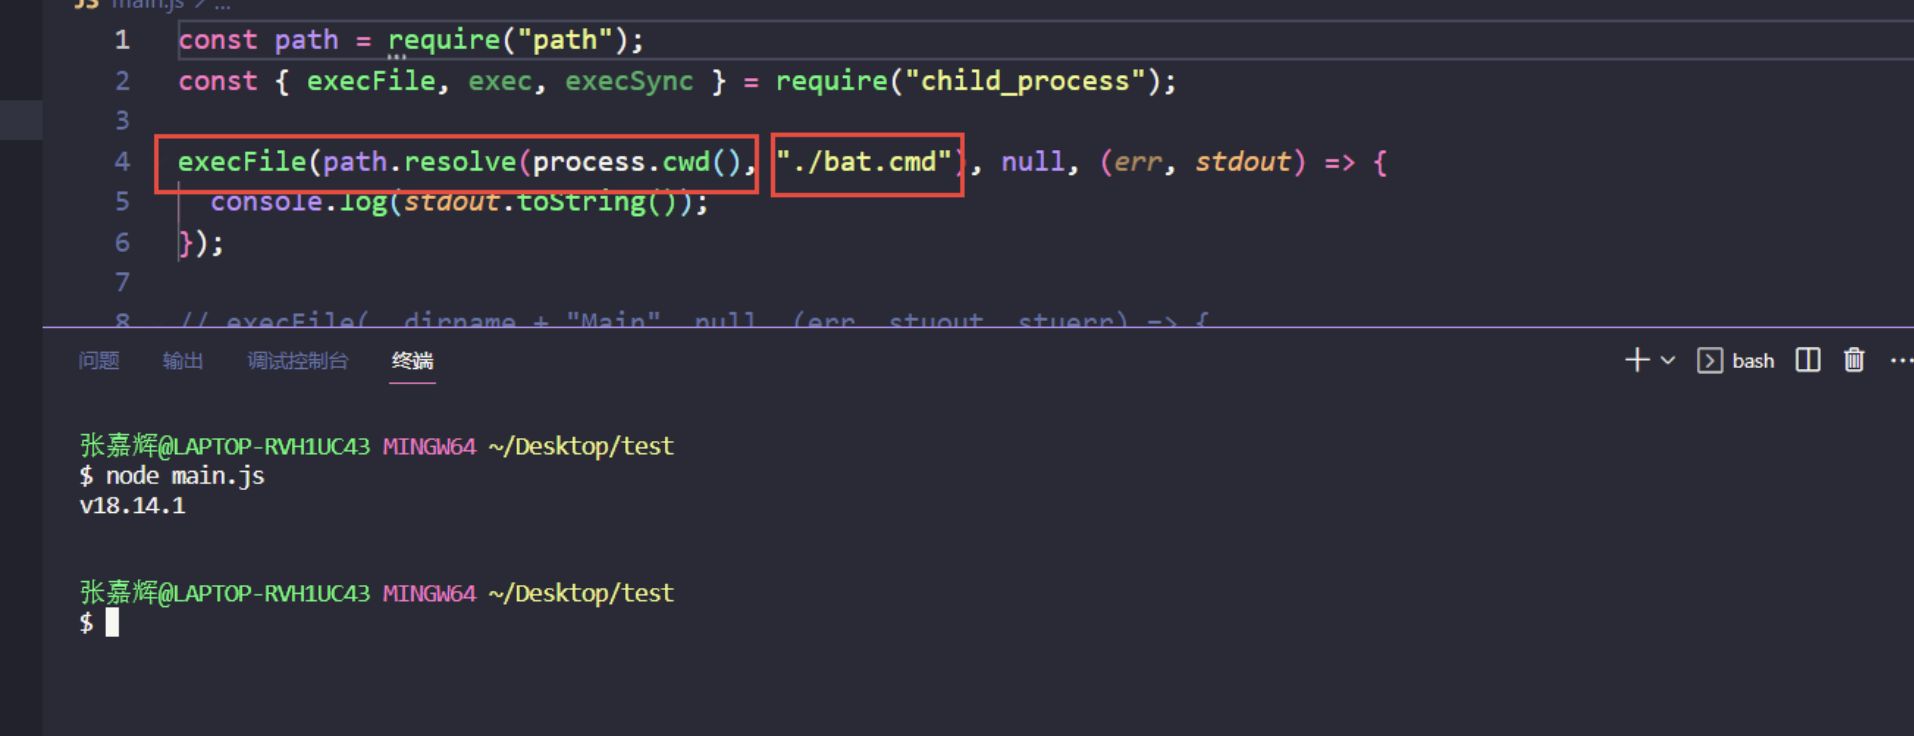 JS main.js > ...
1 const path = require("path");
2 const { execFile, exec, execSync } = require("child_process");
3
4 execFile(path.resolve(process.cwd(), "./bat.cmd"), null, (err, stdout) => {
5 console.log(stdout.toString());
6 });
7
8 // execFile(__dirname + "Main", null, (err, stuout, stuerr) => {
问题 输出 调试控制台 终端 bash ...
张嘉辉@LAPTOP-RVH1UC43 MINGW64 ~/Desktop/test
$ node main.js
v18.14.1
张嘉辉@LAPTOP-RVH1UC43 MINGW64 ~/Desktop/test
$